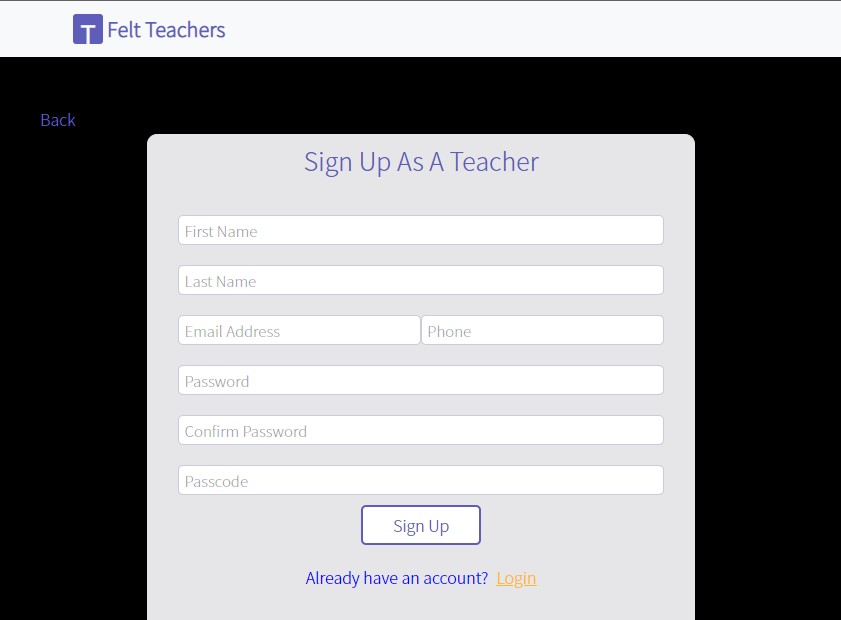 T Felt Teachers
Back
Sign Up As A Teacher
First Name
Last Name
Email Address Phone
Password
Confirm Password
Passcode
Sign Up
Already have an account? Login